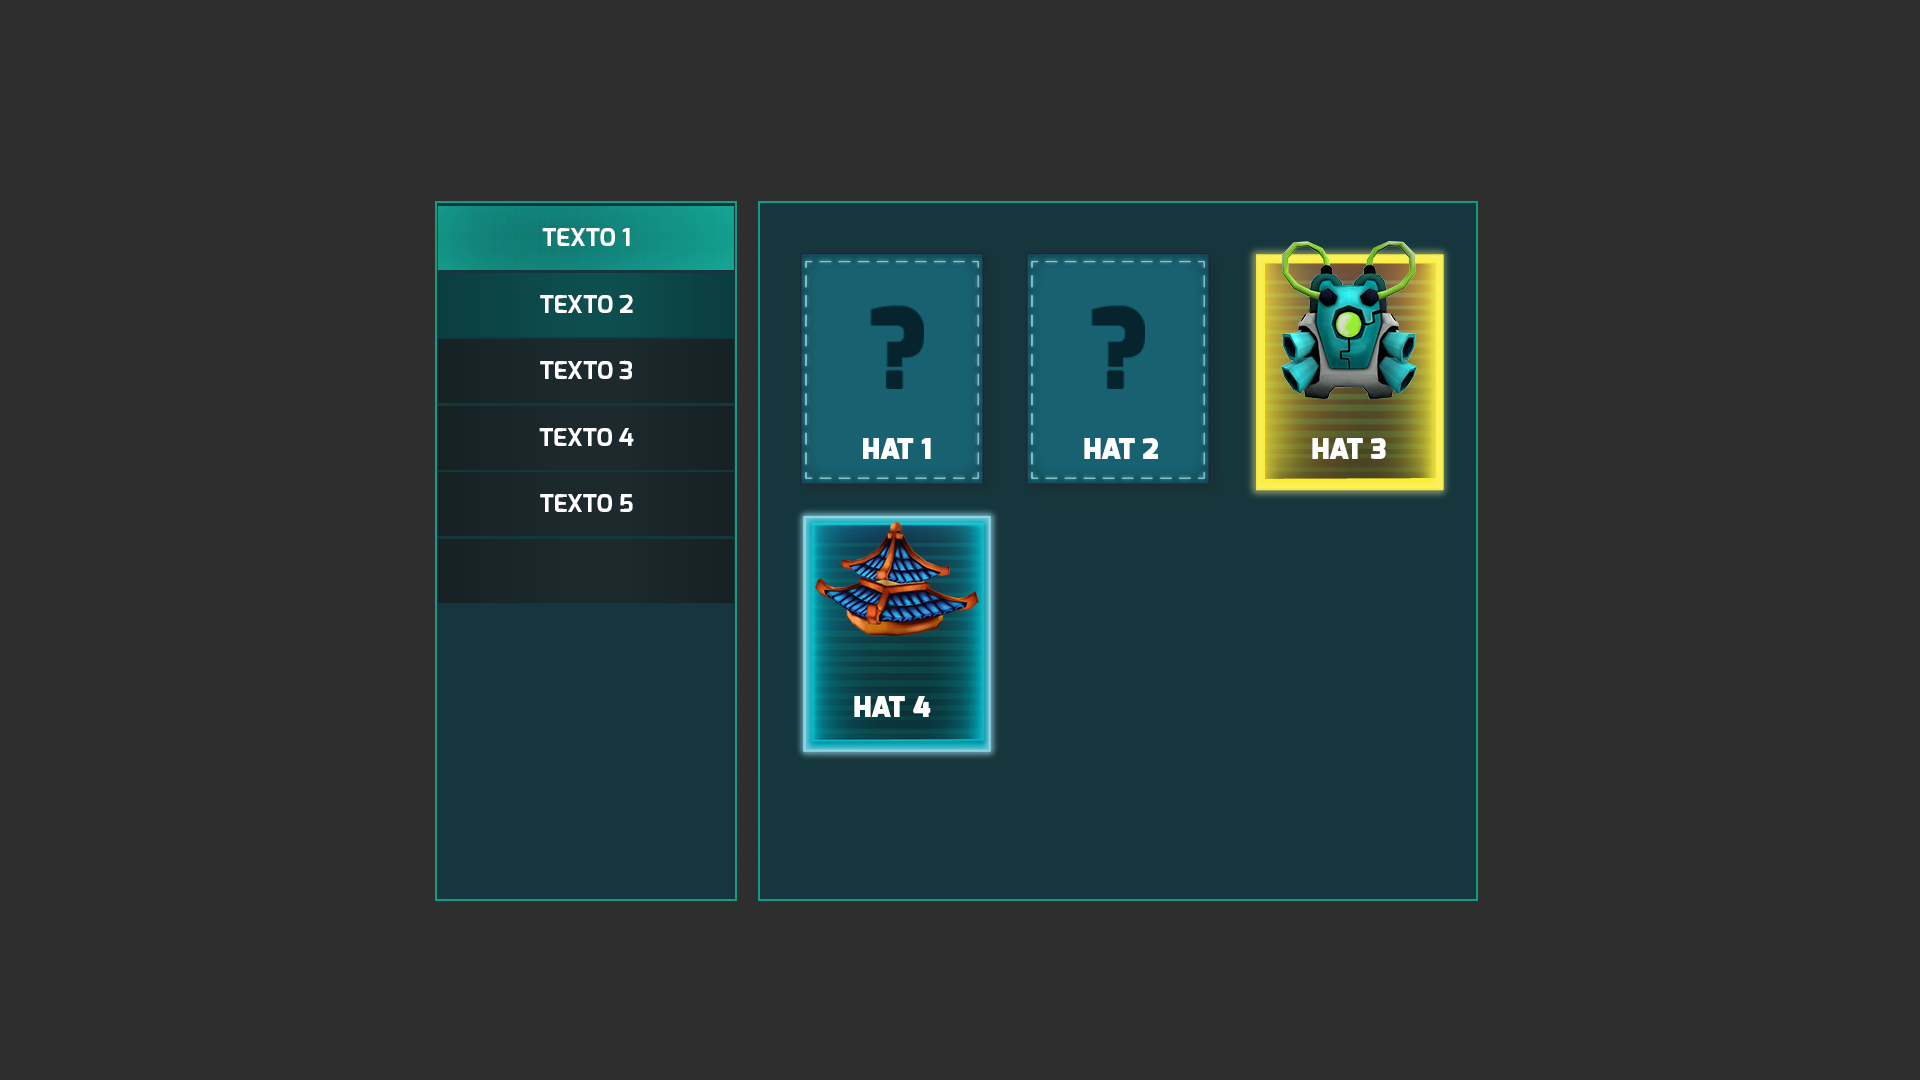 TEXTO 1
TEXTO 2
TEXTO 3
TEXTO 4
TEXTO 5
?
HAT 1
?
HAT 2
HAT 3
HAT 4